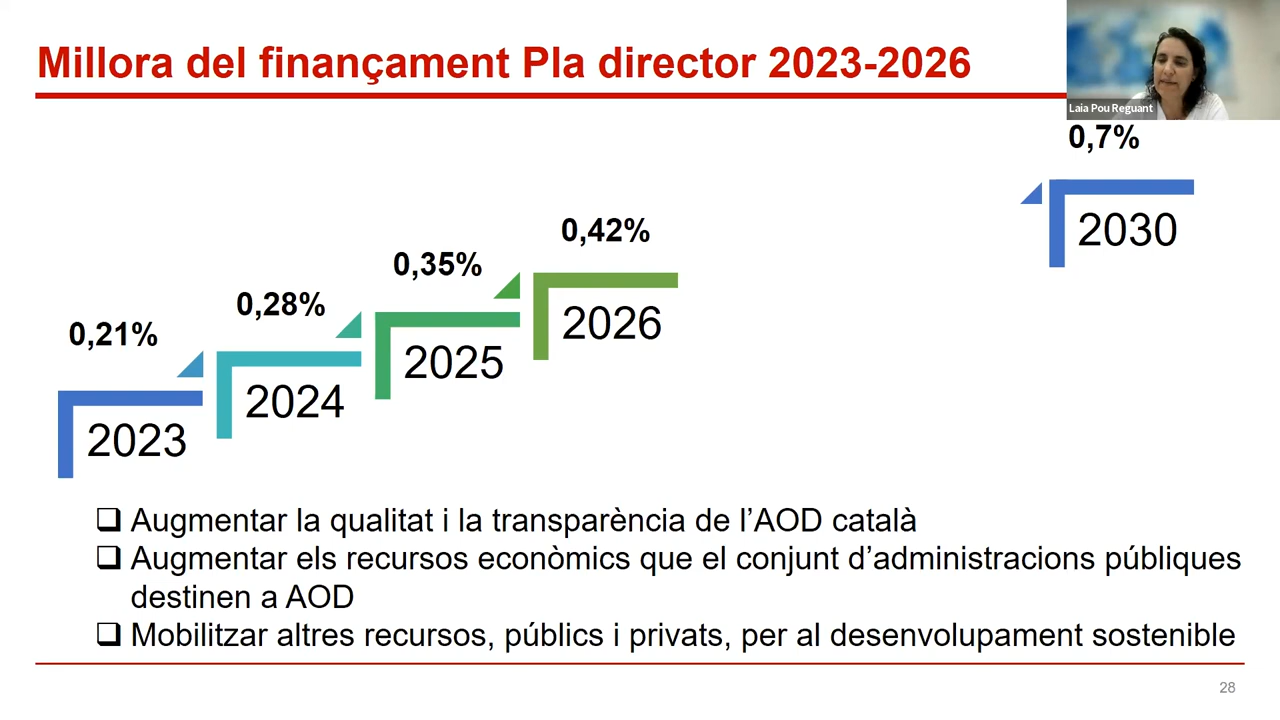 Millora del finançament Pla director 2023-2026
Laia Pou Reguant
0,7%
2030
0,42%
2026
0,35%
2025
0,28%
2024
0,21%
2023
❑ Augmentar la qualitat i la transparència de l’AOD català
❑ Augmentar els recursos econòmics que el conjunt d’administracions públiques
destinen a AOD
❑ Mobilitzar altres recursos, públics i privats, per al desenvolupament sostenible
28